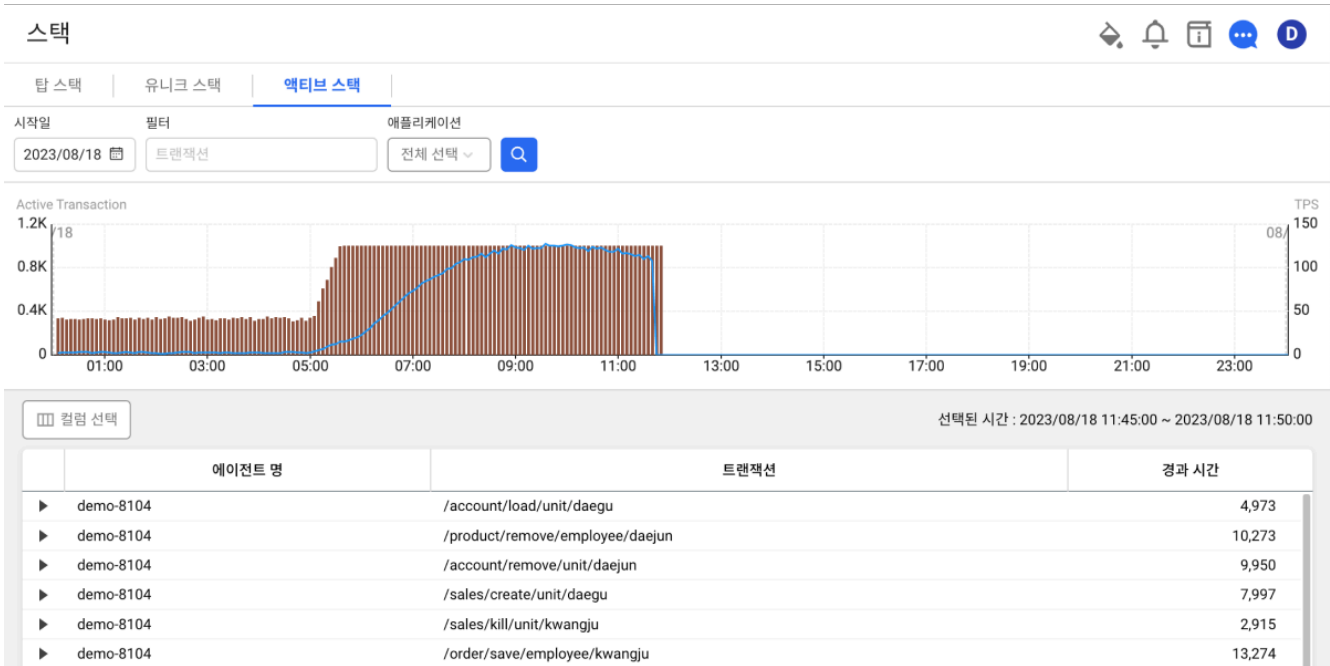 스택
D
탑 스택 유니크 스택 액티브 스택
시작일 필터 애플리케이션
2023/08/18 트랜잭션 전체 선택
Active Transaction TPS
1.2K /18 08/ 150
0.8K 100
0.4K 50
0 0
01:00 03:00 05:00 07:00 09:00 11:00 13:00 15:00 17:00 19:00 21:00 23:00
컬럼 선택 선택된 시간 : 2023/08/18 11:45:00 ~ 2023/08/18 11:50:00
에이전트 명 트랜잭션 경과 시간
demo-8104 /account/load/unit/daegu 4,973
demo-8104 /product/remove/employee/daejun 10,273
demo-8104 /account/remove/unit/daejun 9,950
demo-8104 /sales/create/unit/daegu 7,997
demo-8104 /sales/kill/unit/kwangju 2,915
demo-8104 /order/save/employee/kwangju 13,274